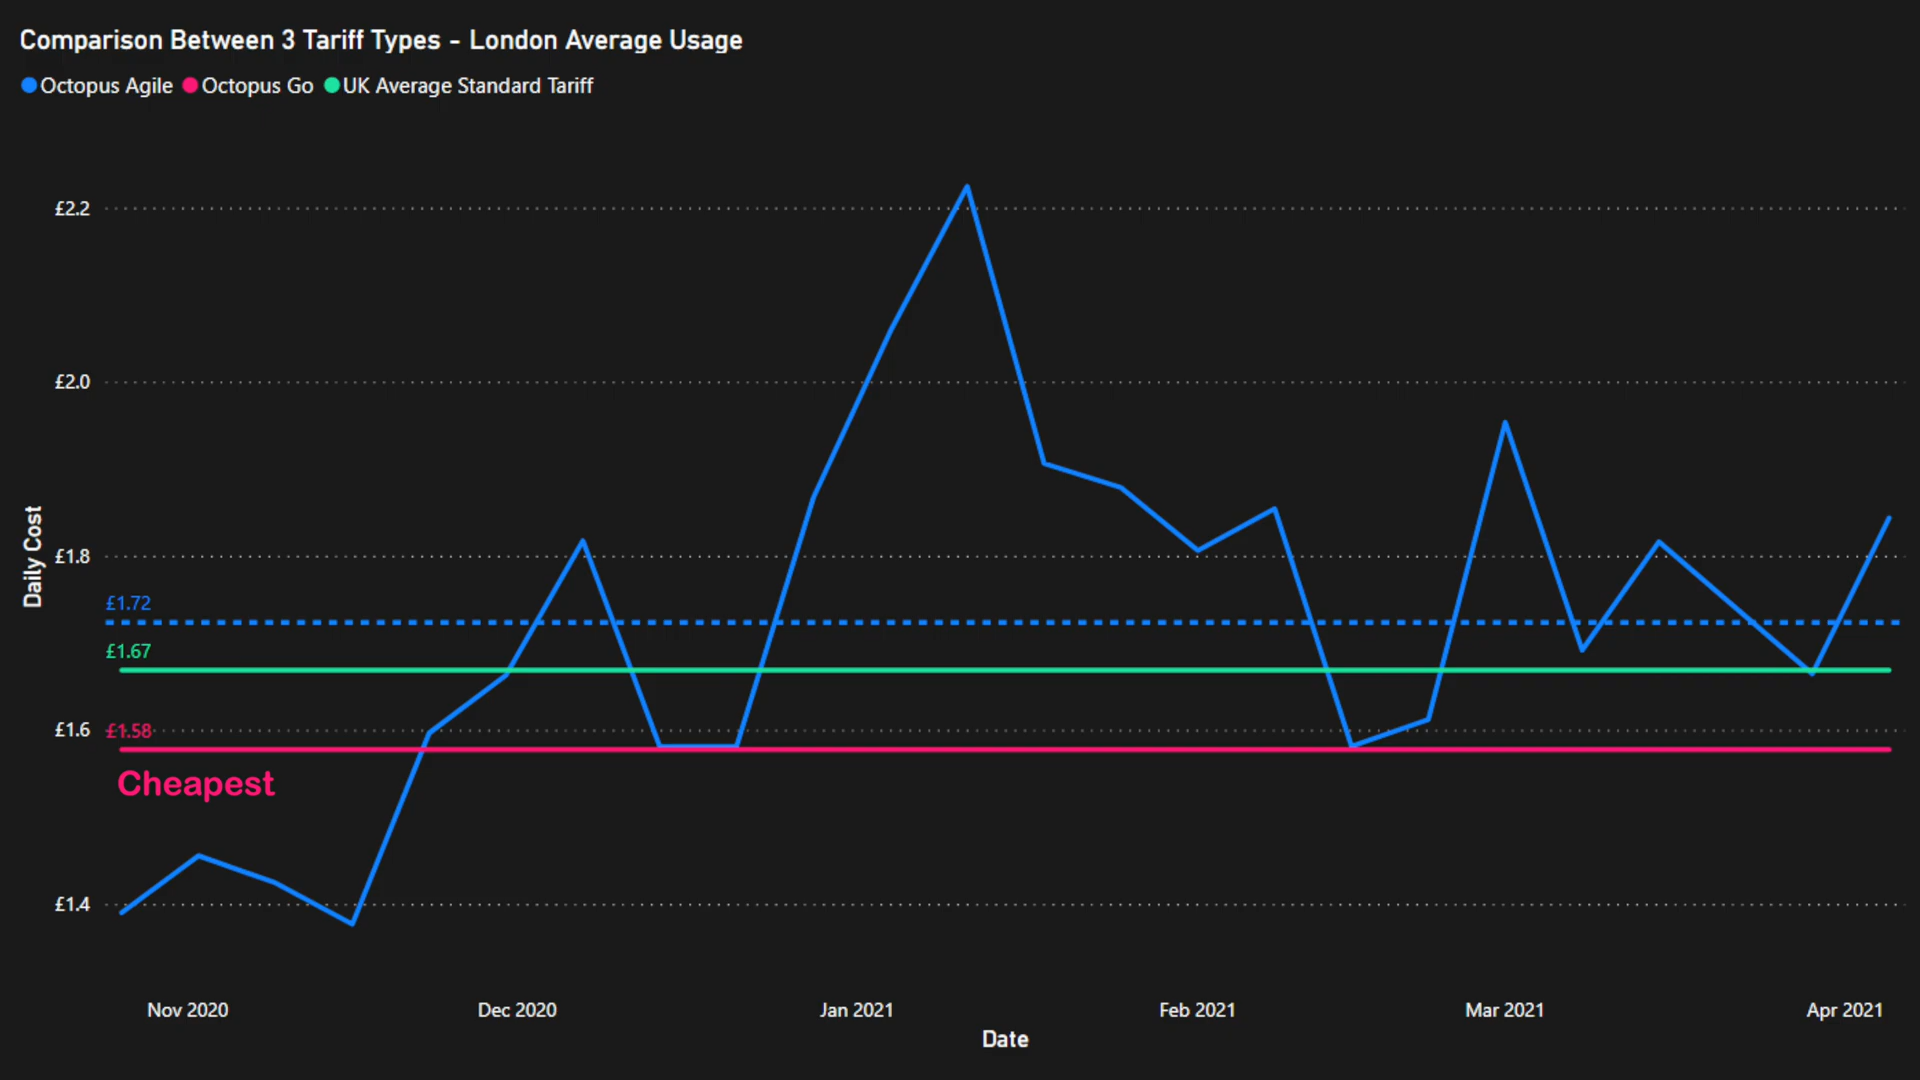 Comparison Between 3 Tariff Types - London Average Usage
Octopus Agile Octopus Go UK Average Standard Tariff
£2.2
£2.0
£1.8
£1.72
£1.67
£1.6
£1.58
Cheapest
£1.4
Daily Cost
Nov 2020 Dec 2020 Jan 2021 Feb 2021 Mar 2021 Apr 2021
Date